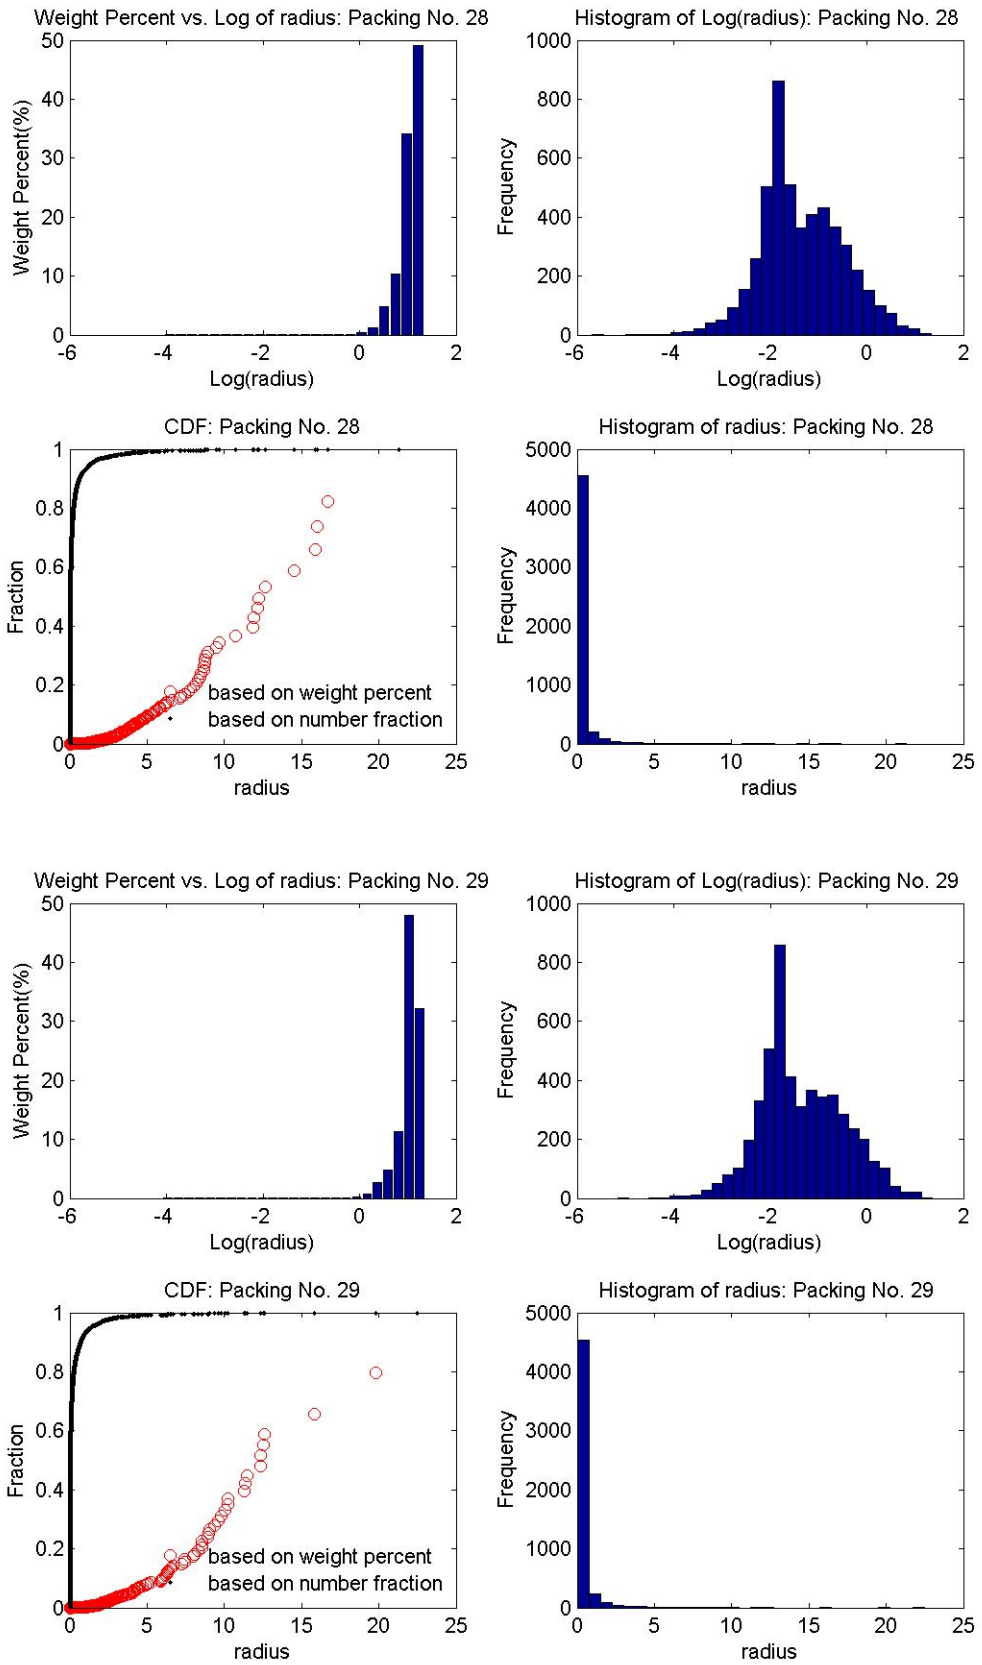 Weight Percent vs. Log of radius: Packing No. 28
Histogram of Log(radius): Packing No. 28
50
40
30
20
10
0
Weight Percent(%)
-6 -4 -2 0 2
Log(radius)
1000
800
600
400
200
0
Frequency
-6 -4 -2 0 2
Log(radius)
CDF: Packing No. 28
Histogram of radius: Packing No. 28
1
0.8
0.6
0.4
0.2
0
Fraction
based on weight percent
based on number fraction
0 5 10 15 20 25
radius
5000
4000
3000
2000
1000
0
Frequency
0 5 10 15 20 25
radius
Weight Percent vs. Log of radius: Packing No. 29
Histogram of Log(radius): Packing No. 29
50
40
30
20
10
0
Weight Percent(%)
-6 -4 -2 0 2
Log(radius)
1000
800
600
400
200
0
Frequency
-6 -4 -2 0 2
Log(radius)
CDF: Packing No. 29
Histogram of radius: Packing No. 29
1
0.8
0.6
0.4
0.2
0
Fraction
based on weight percent
based on number fraction
0 5 10 15 20 25
radius
5000
4000
3000
2000
1000
0
Frequency
0 5 10 15 20 25
radius